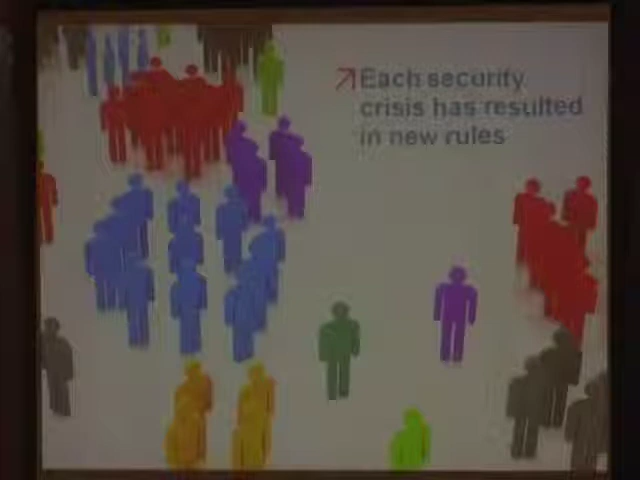 Each security
crisis has resulted
in new rules